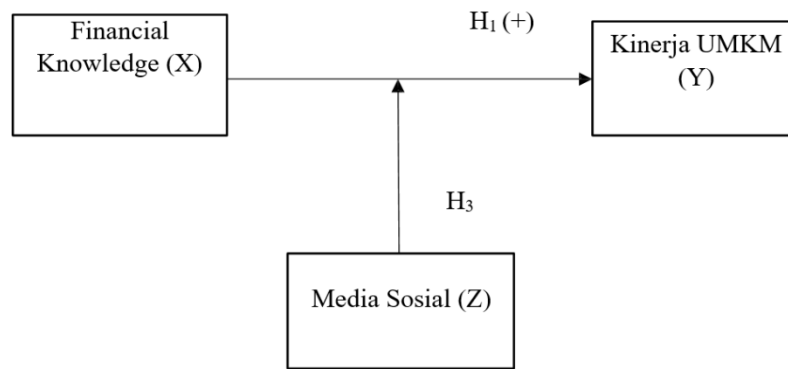 Financial
Knowledge (X)
H₁ (+)
Kinerja UMKM
(Y)
H₃
Media Sosial (Z)